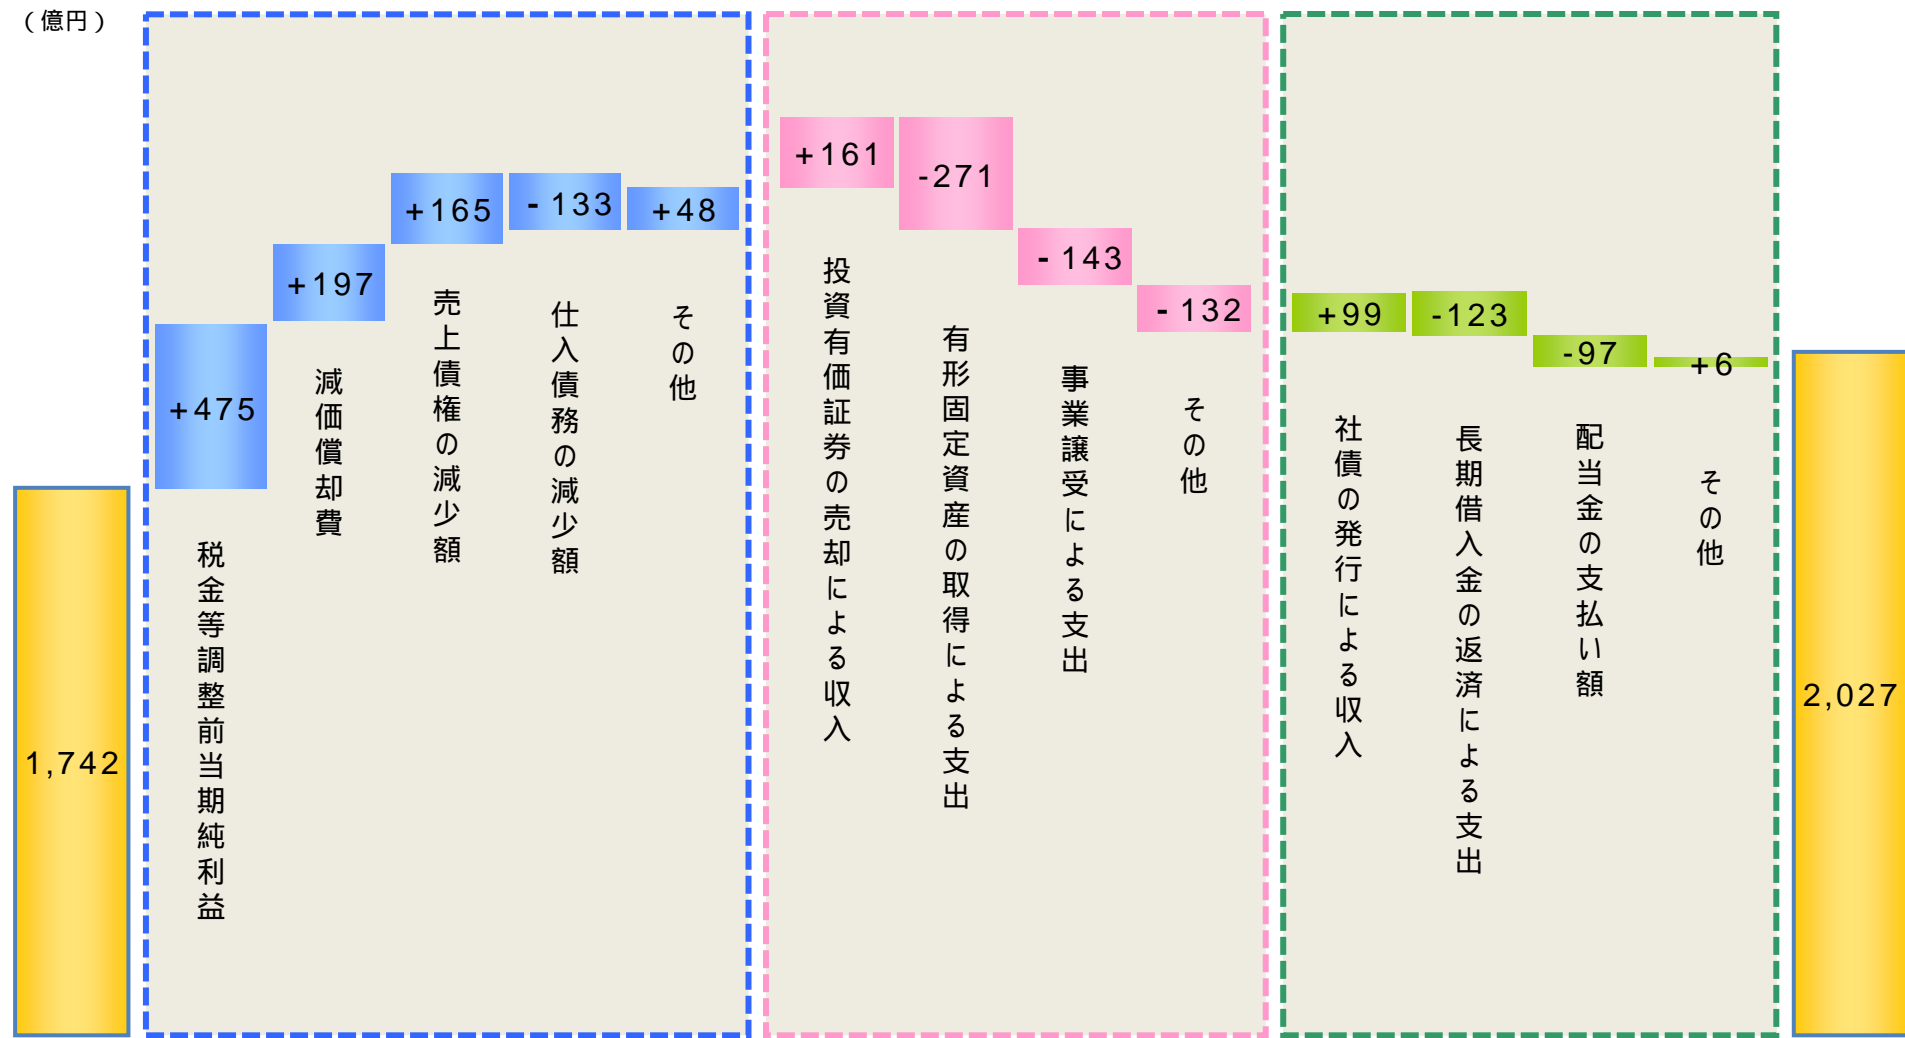 （億円）
1,742
+475
税金等調整前当期純利益
+197
減価償却費
+165
売上債権の減少額
- 133
仕入債務の減少額
+48
その他
+161
投資有価証券の売却による収入
-271
有形固定資産の取得による支出
- 143
事業譲受による支出
- 132
その他
+99
社債の発行による収入
-123
長期借入金の返済による支出
-97
配当金の支払い額
+6
その他
2,027